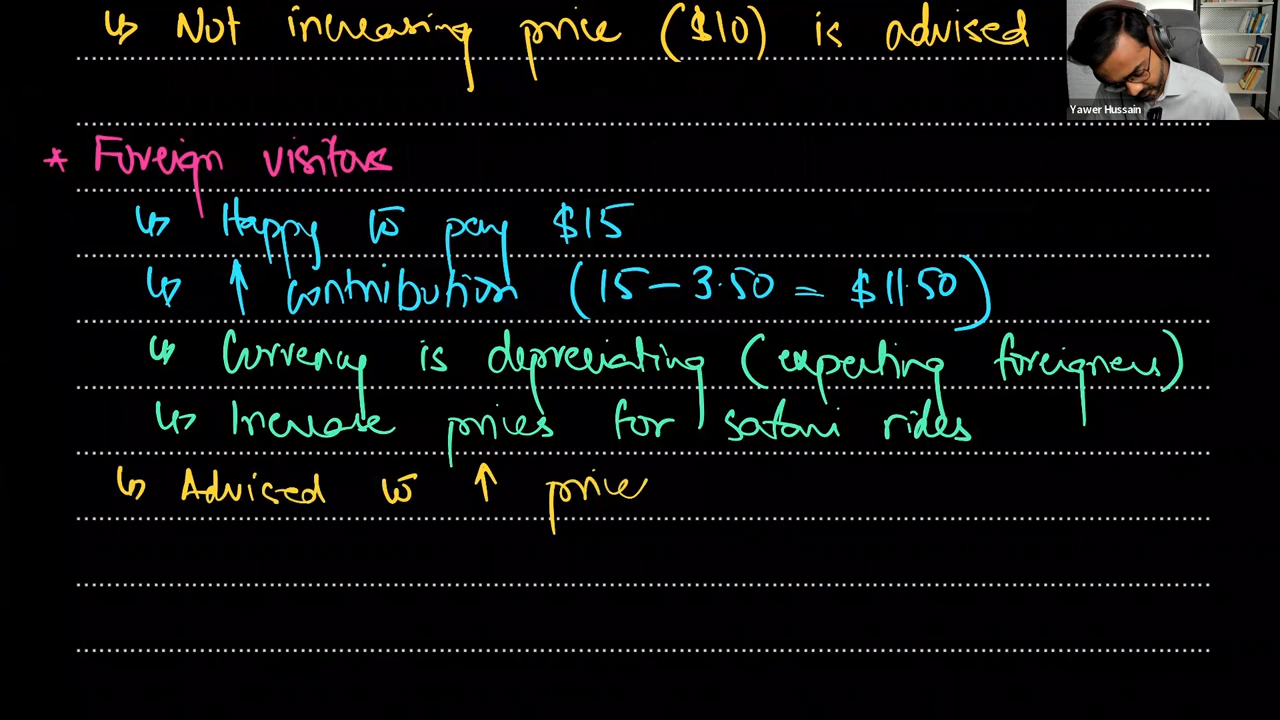 ↳ Not increasing price ($10) is advised
Yawer Hussain
* Foreign visitors
↳ Happy to pay $15
↳ ↑ contribution (15 – 3.50 = $11.50)
↳ Currency is depreciating (expecting foreigners)
↳ Increase prices for safari rides
↳ Advised to ↑ price